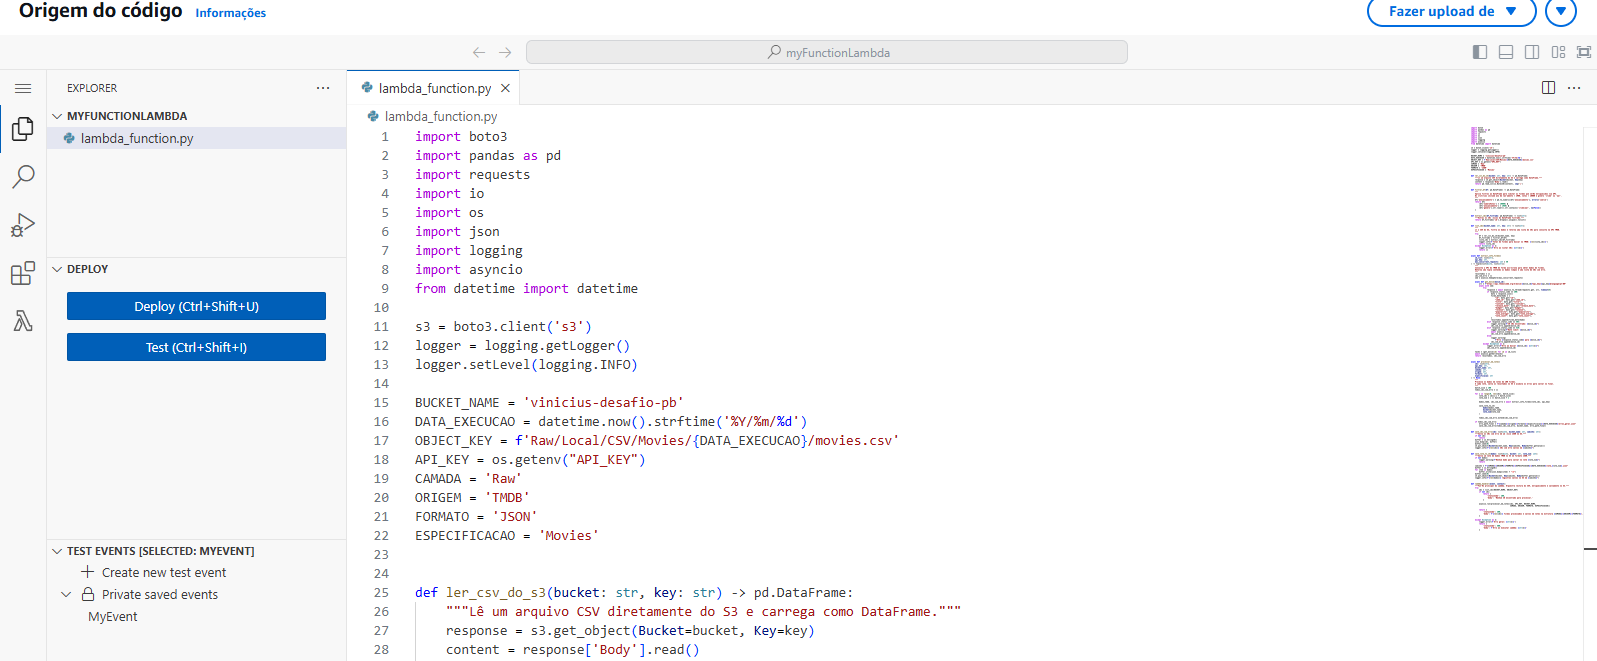 Origem do código Informações
Fazer upload de
myFunctionLambda
EXPLORER
MYFUNCTIONLAMBDA
lambda_function.py
DEPLOY
Deploy (Ctrl+Shift+U)
Test (Ctrl+Shift+I)
TEST EVENTS [SELECTED: MYEVENT]
Create new test event
Private saved events
MyEvent
lambda_function.py
lambda_function.py
1 import boto3
2 import pandas as pd
3 import requests
4 import io
5 import os
6 import json
7 import logging
8 import asyncio
9 from datetime import datetime
10
11 s3 = boto3.client('s3')
12 logger = logging.getLogger()
13 logger.setLevel(logging.INFO)
14
15 BUCKET_NAME = 'vinicius-desafio-pb'
16 DATA_EXECUCAO = datetime.now().strftime('%Y/%m/%d')
17 OBJECT_KEY = f'Raw/Local/CSV/Movies/{DATA_EXECUCAO}/movies.csv'
18 API_KEY = os.getenv("API_KEY")
19 CAMADA = 'Raw'
20 ORIGEM = 'TMDB'
21 FORMATO = 'JSON'
22 ESPECIFICACAO = 'Movies'
23
24
25 def ler_csv_do_s3(bucket: str, key: str) -> pd.DataFrame:
26 """Lê um arquivo CSV diretamente do S3 e carrega como DataFrame."""
27 response = s3.get_object(Bucket=bucket, Key=key)
28 content = response['Body'].read()